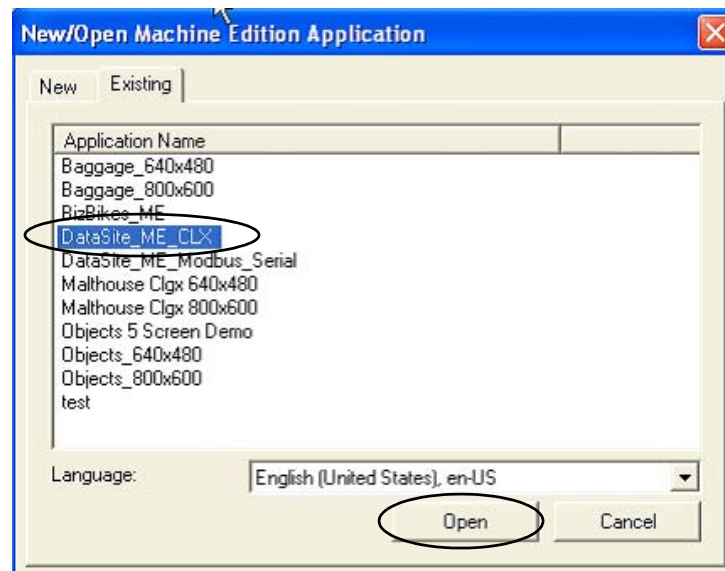 New/Open Machine Edition Application
New Existing
Application Name
Baggage_640x480
Baggage_800x600
BizBikes_ME
DataSite_ME_CLX
DataSite_ME_Modbus_Serial
Malthouse Clgx 640x480
Malthouse Clgx 800x600
Objects 5 Screen Demo
Objects_640x480
Objects_800x600
test
Language: English (United States), en-US
Open Cancel